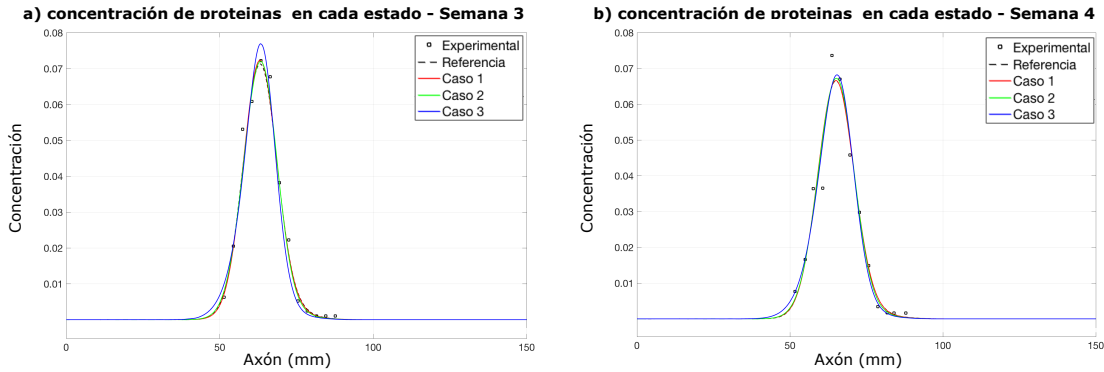 a) concentración de proteinas en cada estado - Semana 3
0.08
0.07
0.06
0.05
0.04
0.03
0.02
0.01
Concentración
Experimental
Referencia
Caso 1
Caso 2
Caso 3
0
50
100
150
Axón (mm)
b) concentración de proteinas en cada estado - Semana 4
0.08
0.07
0.06
0.05
0.04
0.03
0.02
0.01
Concentración
Experimental
Referencia
Caso 1
Caso 2
Caso 3
0
50
100
150
Axón (mm)